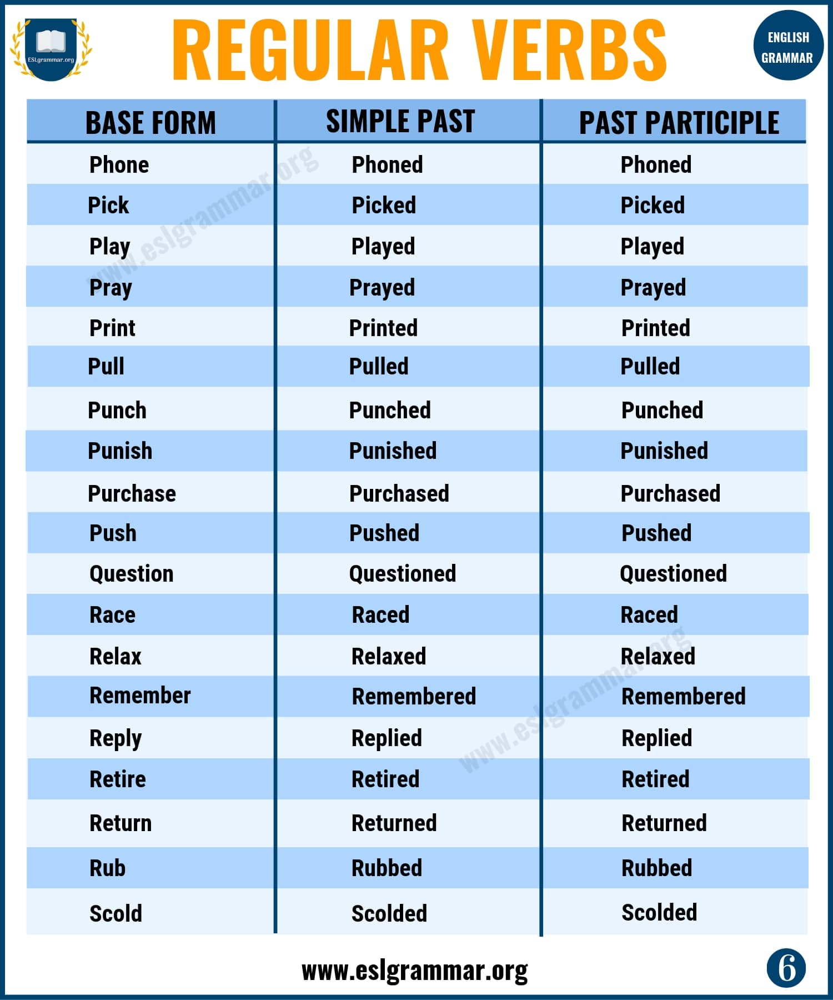 ESLgrammar.org
REGULAR VERBS
ENGLISH
GRAMMAR
BASE FORM SIMPLE PAST PAST PARTICIPLE
Phone Phoned Phoned
Pick Picked Picked
Play Played Played
Pray Prayed Prayed
Print Printed Printed
Pull Pulled Pulled
Punch Punched Punched
Punish Punished Punished
Purchase Purchased Purchased
Push Pushed Pushed
Question Questioned Questioned
Race Raced Raced
Relax Relaxed Relaxed
Remember Remembered Remembered
Reply Replied Replied
Retire Retired Retired
Return Returned Returned
Rub Rubbed Rubbed
Scold Scolded Scolded
www.eslgrammar.org
www.eslgrammar.org
www.eslgrammar.org
6